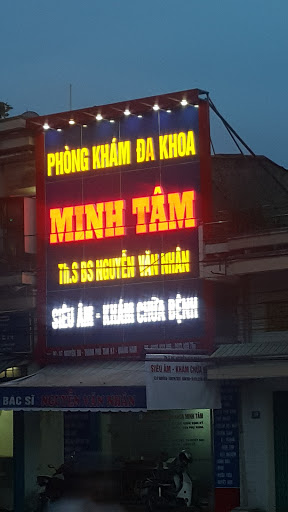 PHÒNG KHÁM ĐA KHOA
MINH TÂM
Th.S BS NGUYỄN VĂN NHÂN
SIÊU ÂM - KHÁM CHỮA BỆNH
SIÊU ÂM - KHÁM CHỮA
BÁC SĨ NGUYỄN VĂN NHÂN